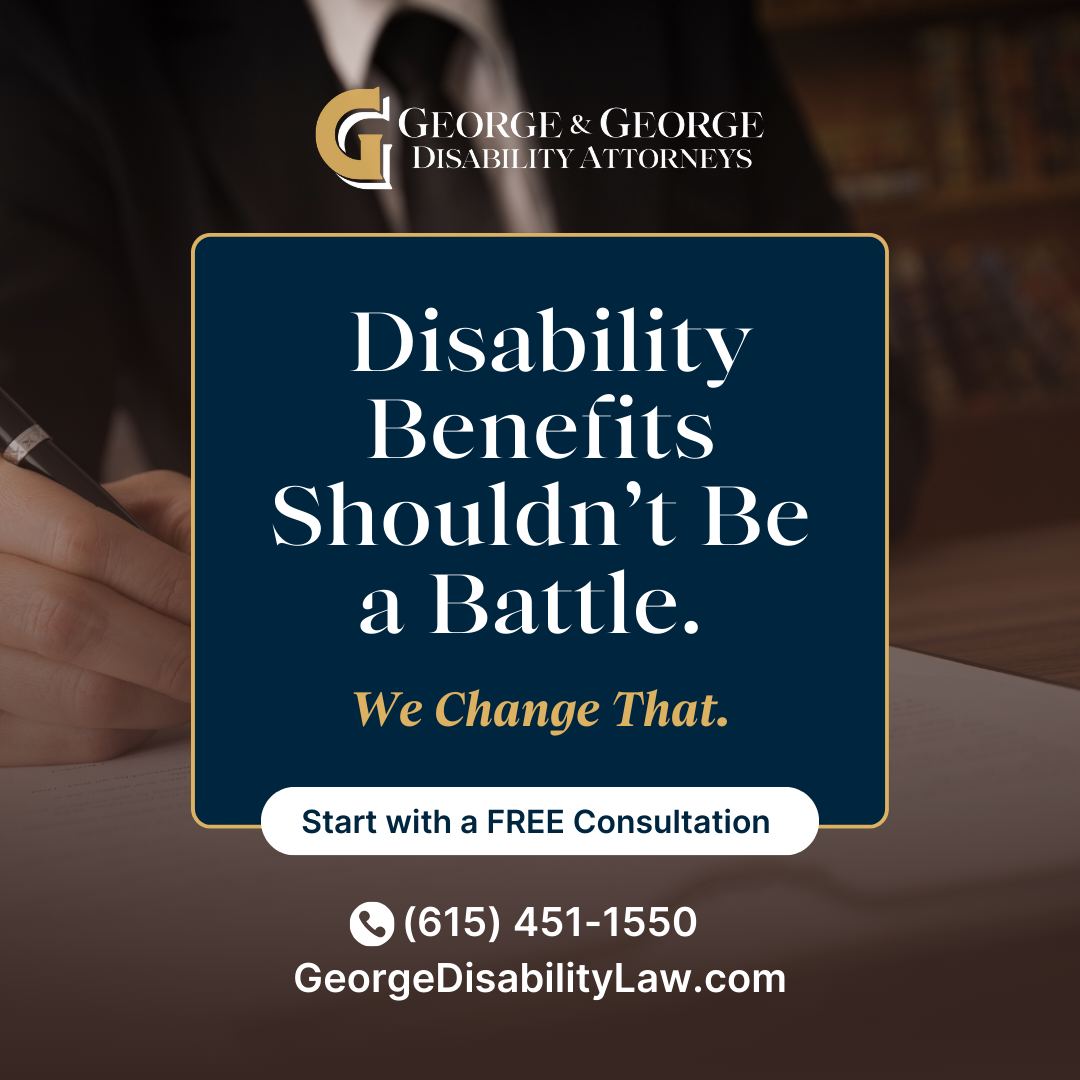 GEORGE & GEORGE
DISABILITY ATTORNEYS
Disability
Benefits
Shouldn’t Be
a Battle.
We Change That.
Start with a FREE Consultation
(615) 451-1550
GeorgeDisabilityLaw.com